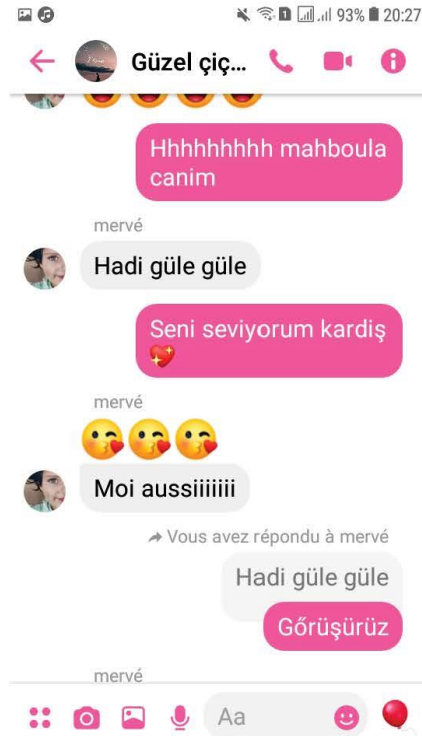 93% 20:27
Güzel çiç...
Hhhhhhhhh mahboula
canim
mervé
Hadi güle güle
Seni seviyorum kardiş
mervé
Moi aussiiiiiii
Vous avez répondu à mervé
Hadi güle güle
Gőrüşürüz
mervé
Aa